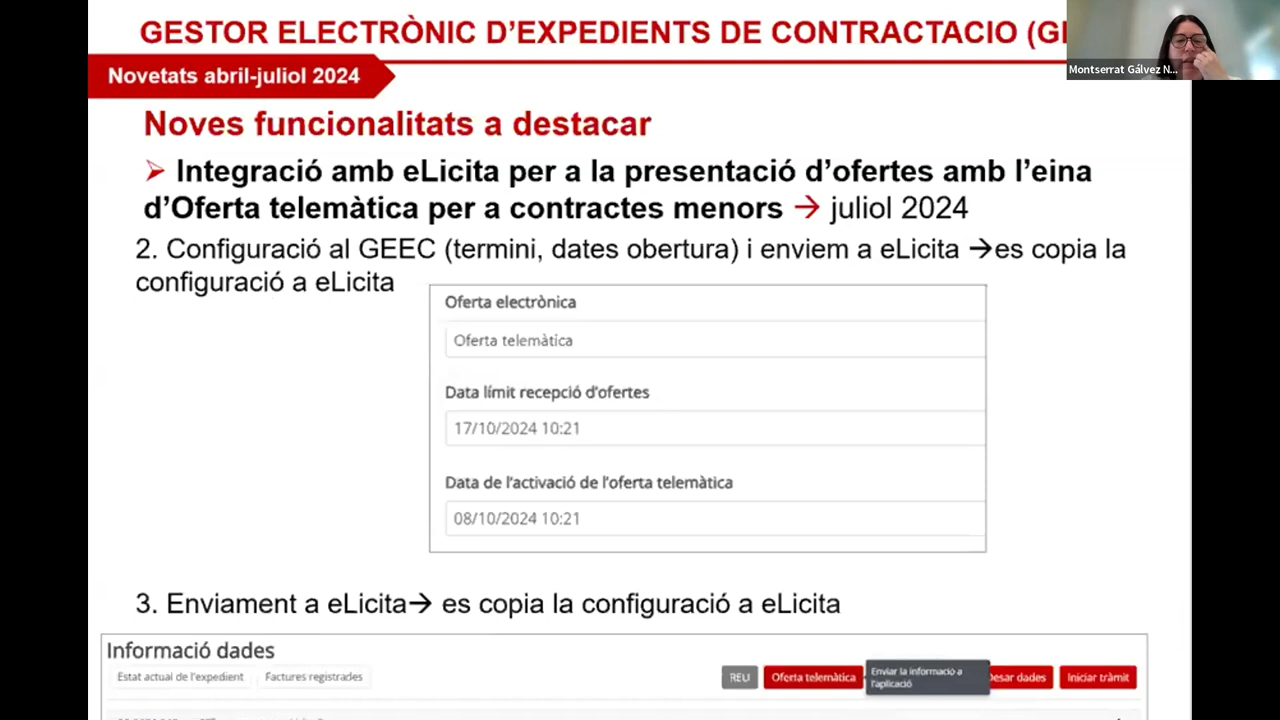 GESTOR ELECTRÒNIC D'EXPEDIENTS DE CONTRACTACIO
Montserrat Gálvez N...
Novetats abril-juliol 2024
Noves funcionalitats a destacar
➢ Integració amb eLicita per a la presentació d'ofertes amb l'eina
d'Oferta telemàtica per a contractes menors → juliol 2024
2. Configuració al GEEC (termini, dates obertura) i enviem a eLicita →es copia la
configuració a eLicita
Oferta electrònica
Oferta telemàtica
Data límit recepció d'ofertes
17/10/2024 10:21
Data de l'activació de l'oferta telemàtica
08/10/2024 10:21
3. Enviament a eLicita→ es copia la configuració a eLicita
Informació dades
Estat actual de l'expedient Factures registrades REU Oferta telemàtica Enviar la informació a l'aplicació Desar dades Iniciar tràmit